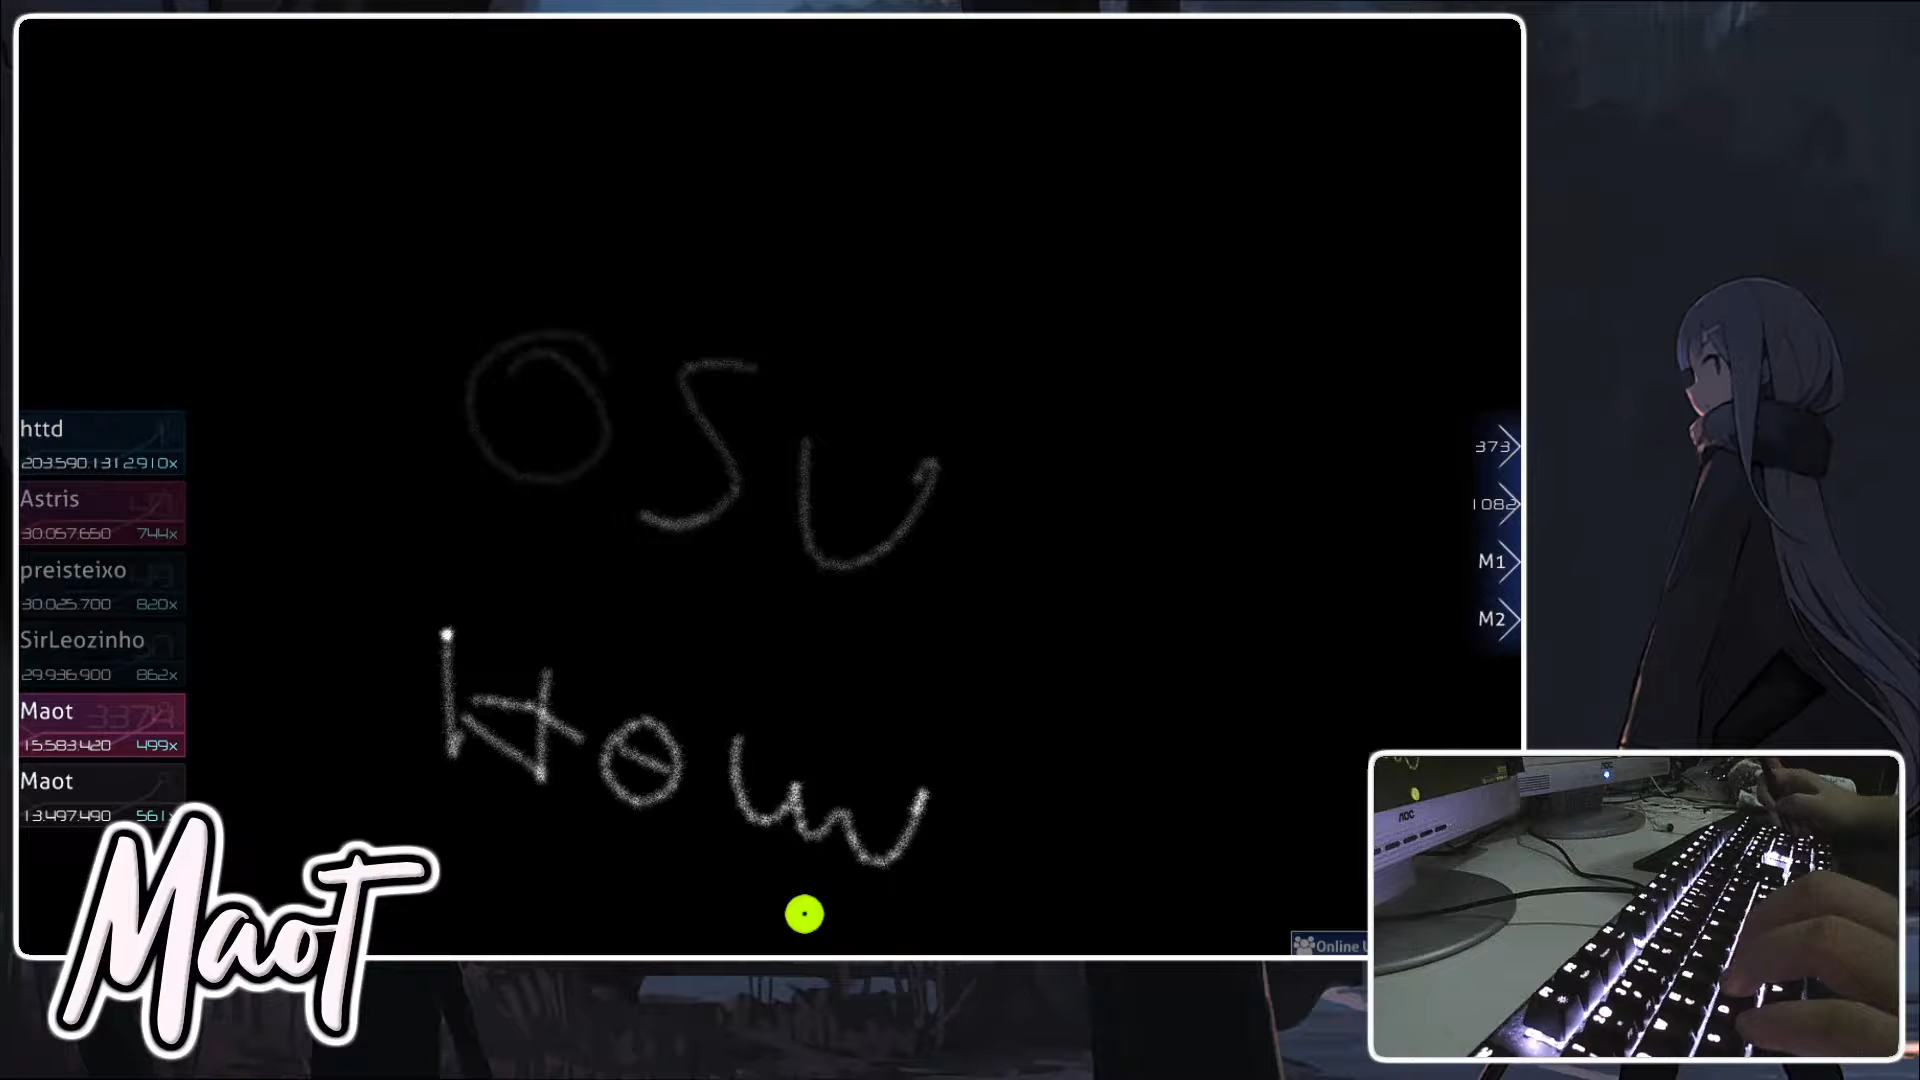 OSU
HOW
httd
203.590.131 2.910x
Astris
30.057.650 744x
preisteixo
30.025.700 820x
SirLeozinho
29.936.900 862x
Maot
15.583.420 499x
Maot
13.497.490 561x
373
1082
M1
M2
Maot
Online U
AOC